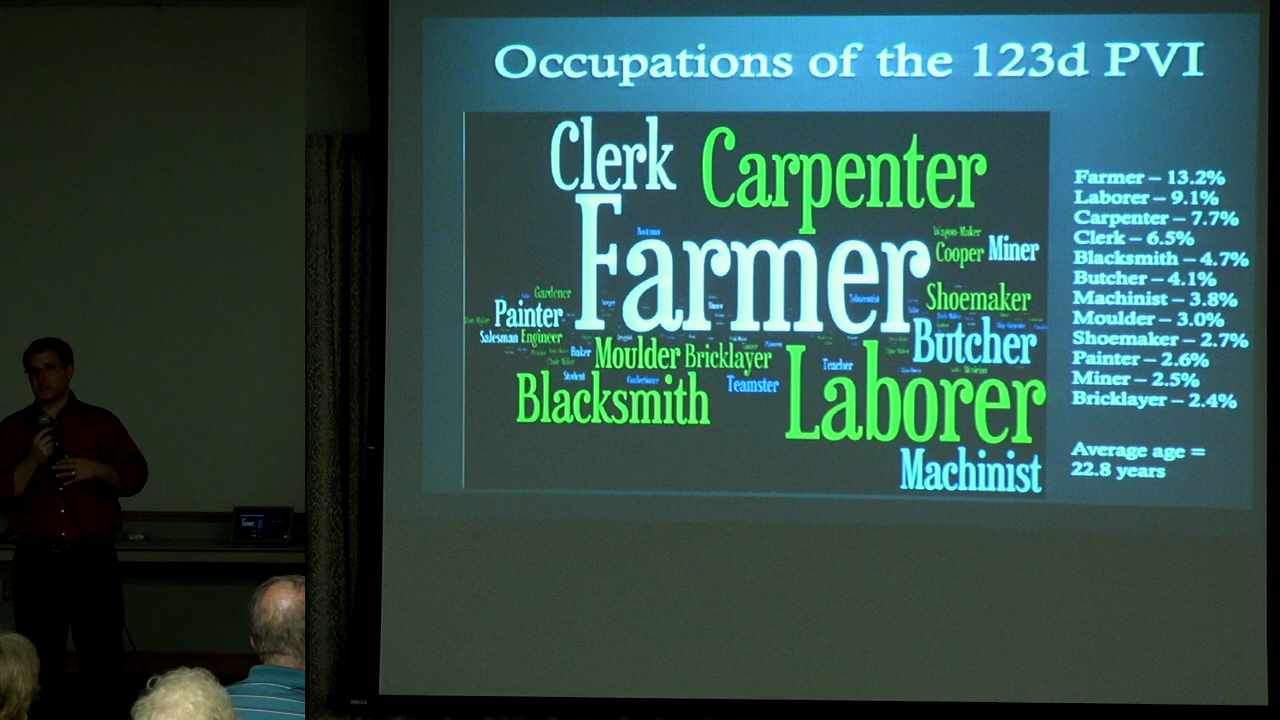 Occupations of the 123d PVI
Clerk
Carpenter
Farmer
Wagon-Maker
Cooper
Miner
Gardener
Shoemaker
Painter
Salesman
Engineer
Butcher
Baker
Moulder
Bricklayer
Teacher
Student
Teamster
Blacksmith
Laborer
Machinist
Farmer – 13.2%
Laborer – 9.1%
Carpenter – 7.7%
Clerk – 6.5%
Blacksmith – 4.7%
Butcher – 4.1%
Machinist – 3.8%
Moulder – 3.0%
Shoemaker – 2.7%
Painter – 2.6%
Miner – 2.5%
Bricklayer – 2.4%
Average age =
22.8 years